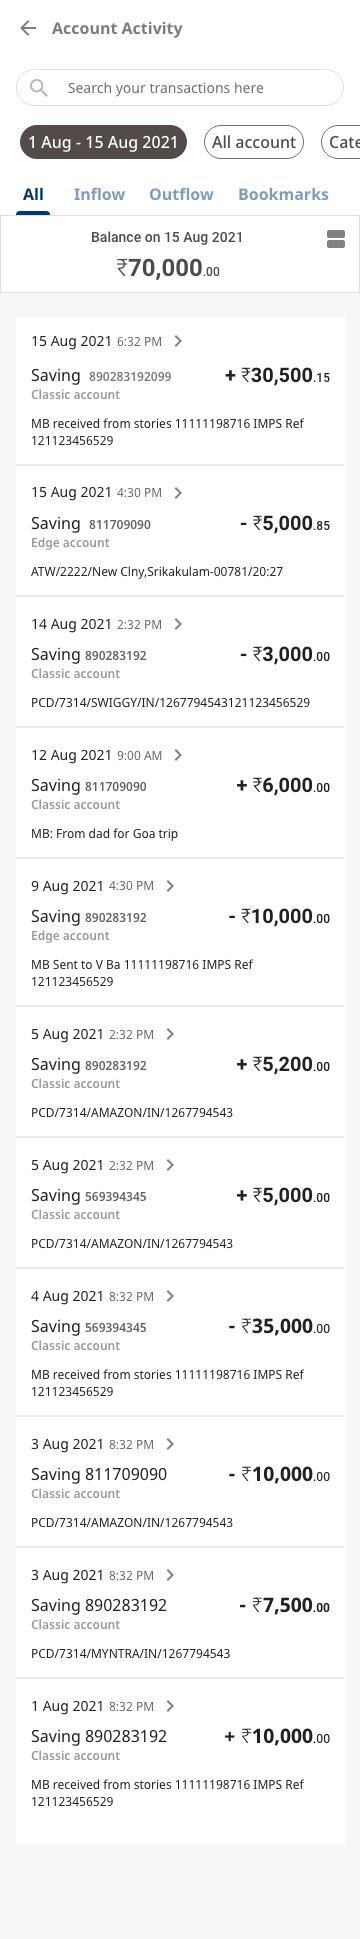 Account Activity
Search your transactions here
1 Aug - 15 Aug 2021 All account Cate
All Inflow Outflow Bookmarks
Balance on 15 Aug 2021
₹70,000.00
15 Aug 2021 6:32 PM
Saving 890283192099 + ₹30,500.15
Classic account
MB received from stories 11111198716 IMPS Ref
121123456529
15 Aug 2021 4:30 PM
Saving 811709090 - ₹5,000.85
Edge account
ATW/2222/New Clny,Srikakulam-00781/20:27
14 Aug 2021 2:32 PM
Saving 890283192 - ₹3,000.00
Classic account
PCD/7314/SWIGGY/IN/1267794543121123456529
12 Aug 2021 9:00 AM
Saving 811709090 + ₹6,000.00
Classic account
MB: From dad for Goa trip
9 Aug 2021 4:30 PM
Saving 890283192 - ₹10,000.00
Edge account
MB Sent to V Ba 11111198716 IMPS Ref
121123456529
5 Aug 2021 2:32 PM
Saving 890283192 + ₹5,200.00
Classic account
PCD/7314/AMAZON/IN/1267794543
5 Aug 2021 2:32 PM
Saving 569394345 + ₹5,000.00
Classic account
PCD/7314/AMAZON/IN/1267794543
4 Aug 2021 8:32 PM
Saving 569394345 - ₹35,000.00
Classic account
MB received from stories 11111198716 IMPS Ref
121123456529
3 Aug 2021 8:32 PM
Saving 811709090 - ₹10,000.00
Classic account
PCD/7314/AMAZON/IN/1267794543
3 Aug 2021 8:32 PM
Saving 890283192 - ₹7,500.00
Classic account
PCD/7314/MYNTRA/IN/1267794543
1 Aug 2021 8:32 PM
Saving 890283192 + ₹10,000.00
Classic account
MB received from stories 11111198716 IMPS Ref
121123456529